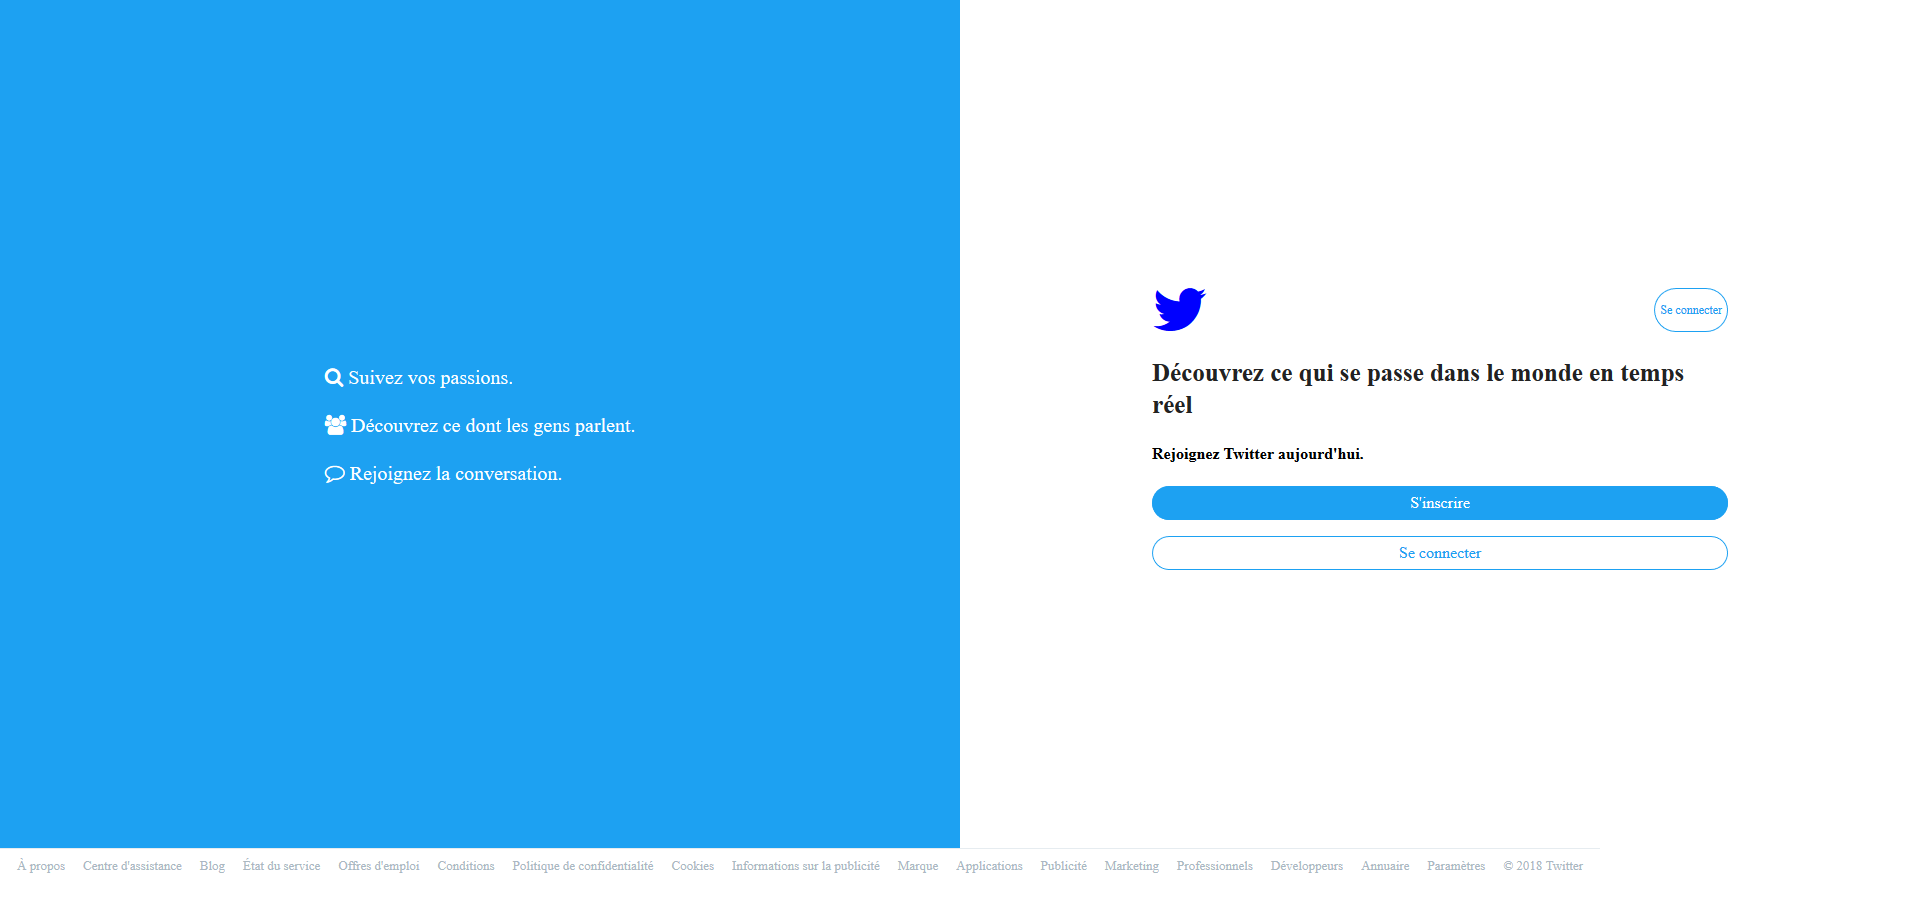 Suivez vos passions.
Découvrez ce dont les gens parlent.
Rejoignez la conversation.
Se connecter
Découvrez ce qui se passe dans le monde en temps
réel
Rejoignez Twitter aujourd'hui.
S'inscrire
Se connecter
À propos Centre d'assistance Blog État du service Offres d'emploi Conditions Politique de confidentialité Cookies Informations sur la publicité Marque Applications Publicité Marketing Professionnels Développeurs Annuaire Paramètres © 2018 Twitter